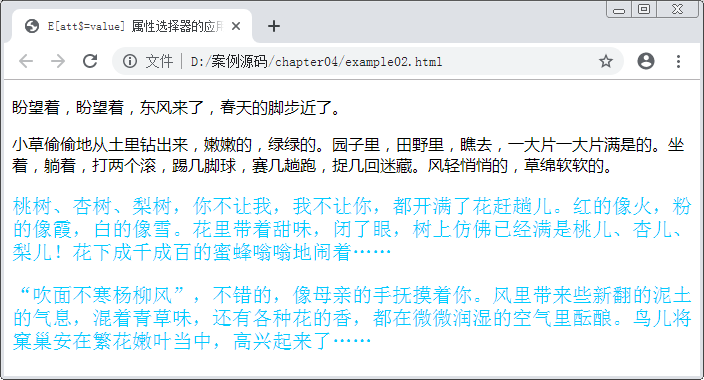 E[att$=value] 属性选择器的应用
文件 | D:/案例源码/chapter04/example02.html
盼望着，盼望着，东风来了，春天的脚步近了。
小草偷偷地从土里钻出来，嫩嫩的，绿绿的。园子里，田野里，瞧去，一大片一大片满是的。坐
着，躺着，打两个滚，踢几脚球，赛几趟跑，捉几回迷藏。风轻悄悄的，草绵软软的。
桃树、杏树、梨树，你不让我，我不让你，都开满了花赶趟儿。红的像火，粉
的像霞，白的像雪。花里带着甜味，闭了眼，树上仿佛已经满是桃儿、杏儿、
梨儿！花下成千成百的蜜蜂嗡嗡地闹着……
“吹面不寒杨柳风”，不错的，像母亲的手抚摸着你。风里带来些新翻的泥土
的气息，混着青草味，还有各种花的香，都在微微润湿的空气里酝酿。鸟儿将
窠巢安在繁花嫩叶当中，高兴起来了……